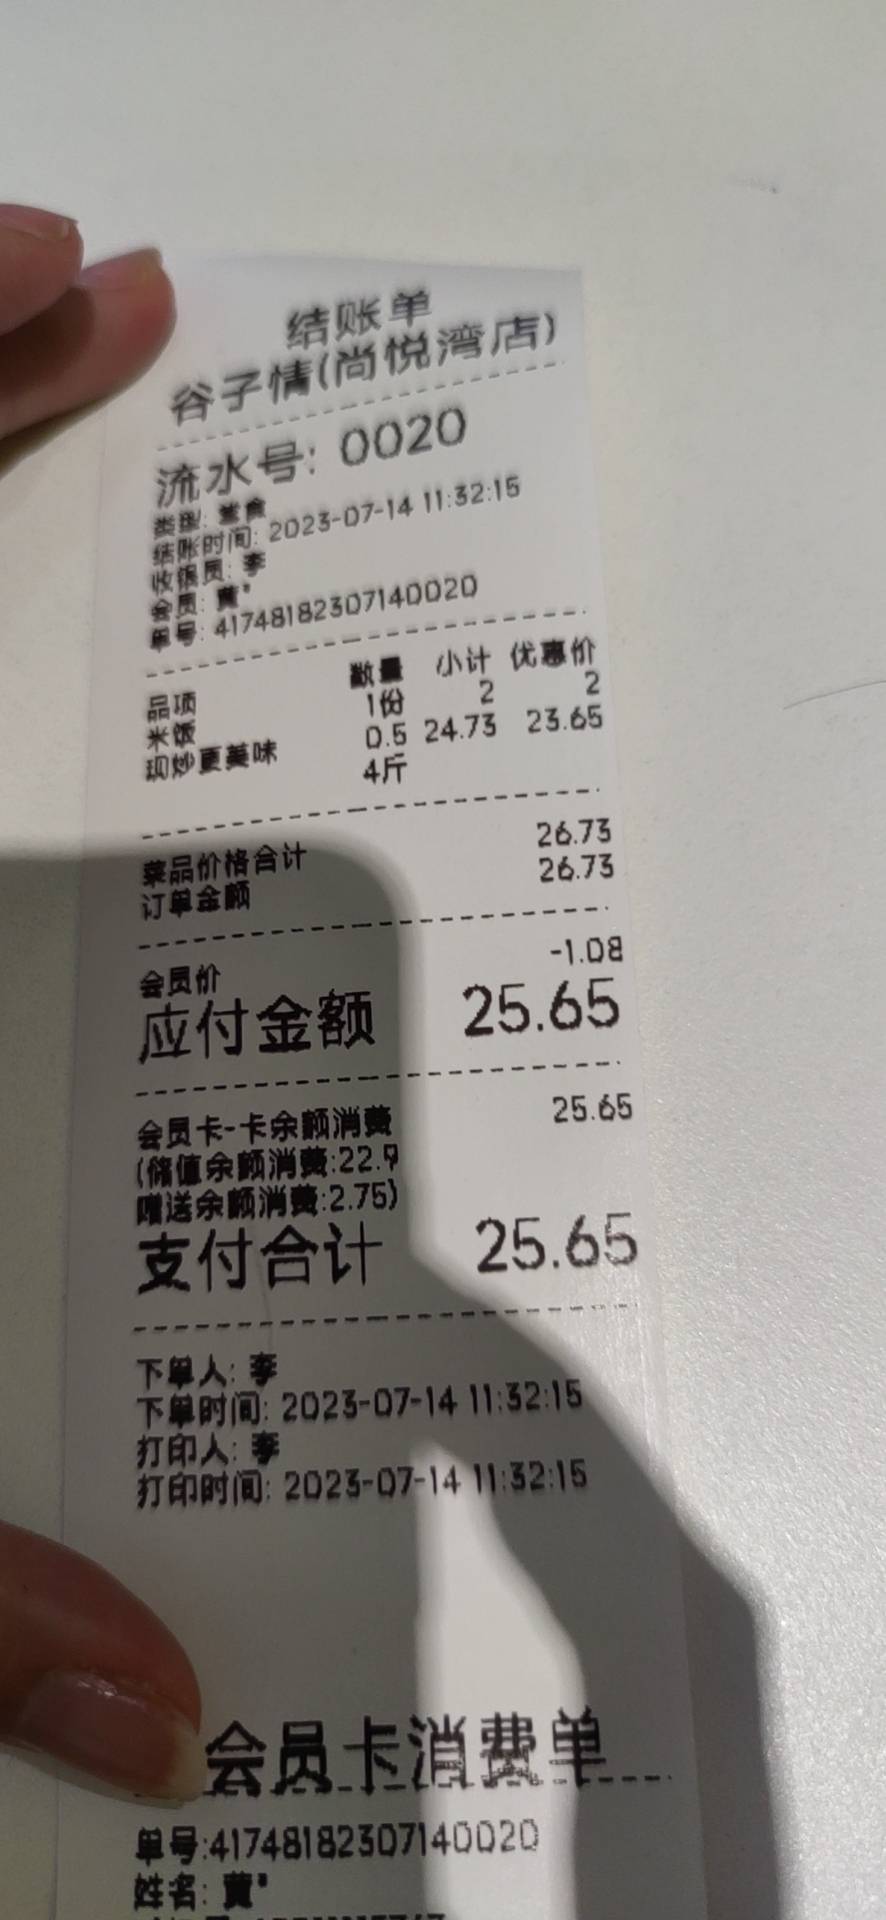 结账单
谷子情(尚悦湾店)
流水号: 0020
类型: 堂食
结账时间: 2023-07-14 11:32:15
收银员: 李
会员: 黄*
单号: 41748182307140020
品项 数量 小计 优惠价
米饭 1份 2 2
现炒更美味 0.5 24.73 23.65
4斤
菜品价格合计 26.73
订单金额 26.73
会员价 -1.08
应付金额 25.65
会员卡-卡余额消费 25.65
(储值余额消费:22.9
赠送余额消费:2.75)
支付合计 25.65
下单人: 李
下单时间: 2023-07-14 11:32:15
打印人: 李
打印时间: 2023-07-14 11:32:15
会员卡消费单
单号:41748182307140020
姓名: 黄*